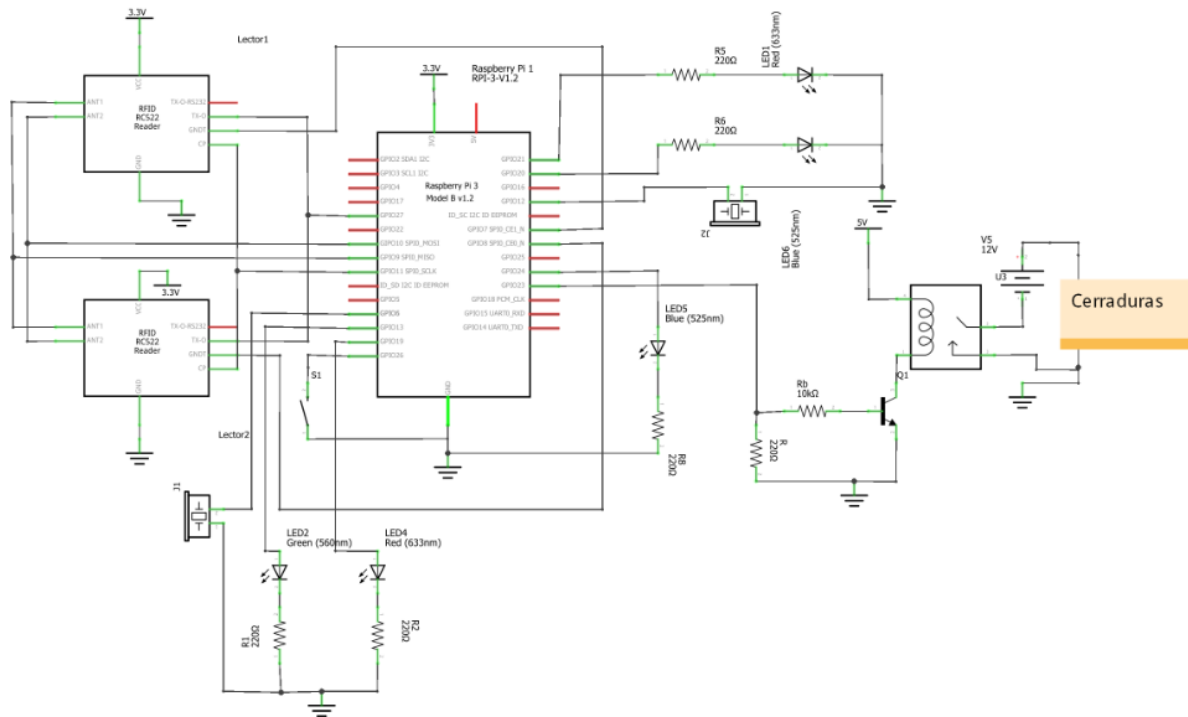 3.3V
Lector1
VCC
ANT1
ANT2
RFID
RC522
Reader
TX-O-RS232
TX-O
GNDT
CP
GND
3.3V
VCC
ANT1
ANT2
RFID
RC522
Reader
TX-O-RS232
TX-O
GNDT
CP
GND
Lector2
3.3V
Raspberry Pi 1
RPI-3-V1.2
3V3
5V
GPIO2 SDA1 I2C
GPIO3 SCL1 I2C
GPIO4
GPIO17
GPIO27
GPIO22
GIPO10 SPI0_MOSI
GPIO9 SPI0_MISO
GPIO11 SPI0_SCLK
ID_SD I2C ID EEPROM
GPIO5
GPIO6
GPIO13
GPIO19
GPIO26
Raspberry Pi 3
Model B v1.2
GPIO21
GPIO20
GPIO16
GPIO12
ID_SC I2C ID EEPROM
GPIO7 SPI0_CE1_N
GPIO8 SPI0_CE0_N
GPIO25
GPIO24
GPIO23
GPIO18 PCM_CLK
GPIO15 UART0_RXD
GPIO14 UART0_TXD
GND
S1
J1
LED2
Green (560nm)
LED4
Red (633nm)
R1
220Ω
R2
220Ω
R5
220Ω
LED1
Red (633nm)
R6
220Ω
J2
LED6
Blue (525nm)
LED5
Blue (525nm)
R8
220Ω
5V
V5
12V
U3
Cerraduras
Q1
Rb
10kΩ
R
220Ω